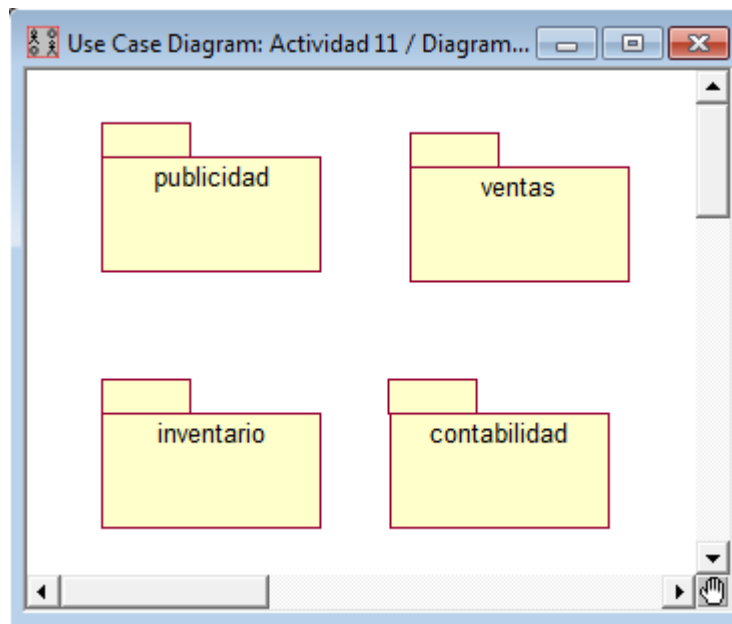 Use Case Diagram: Actividad 11 / Diagram...
publicidad
ventas
inventario
contabilidad